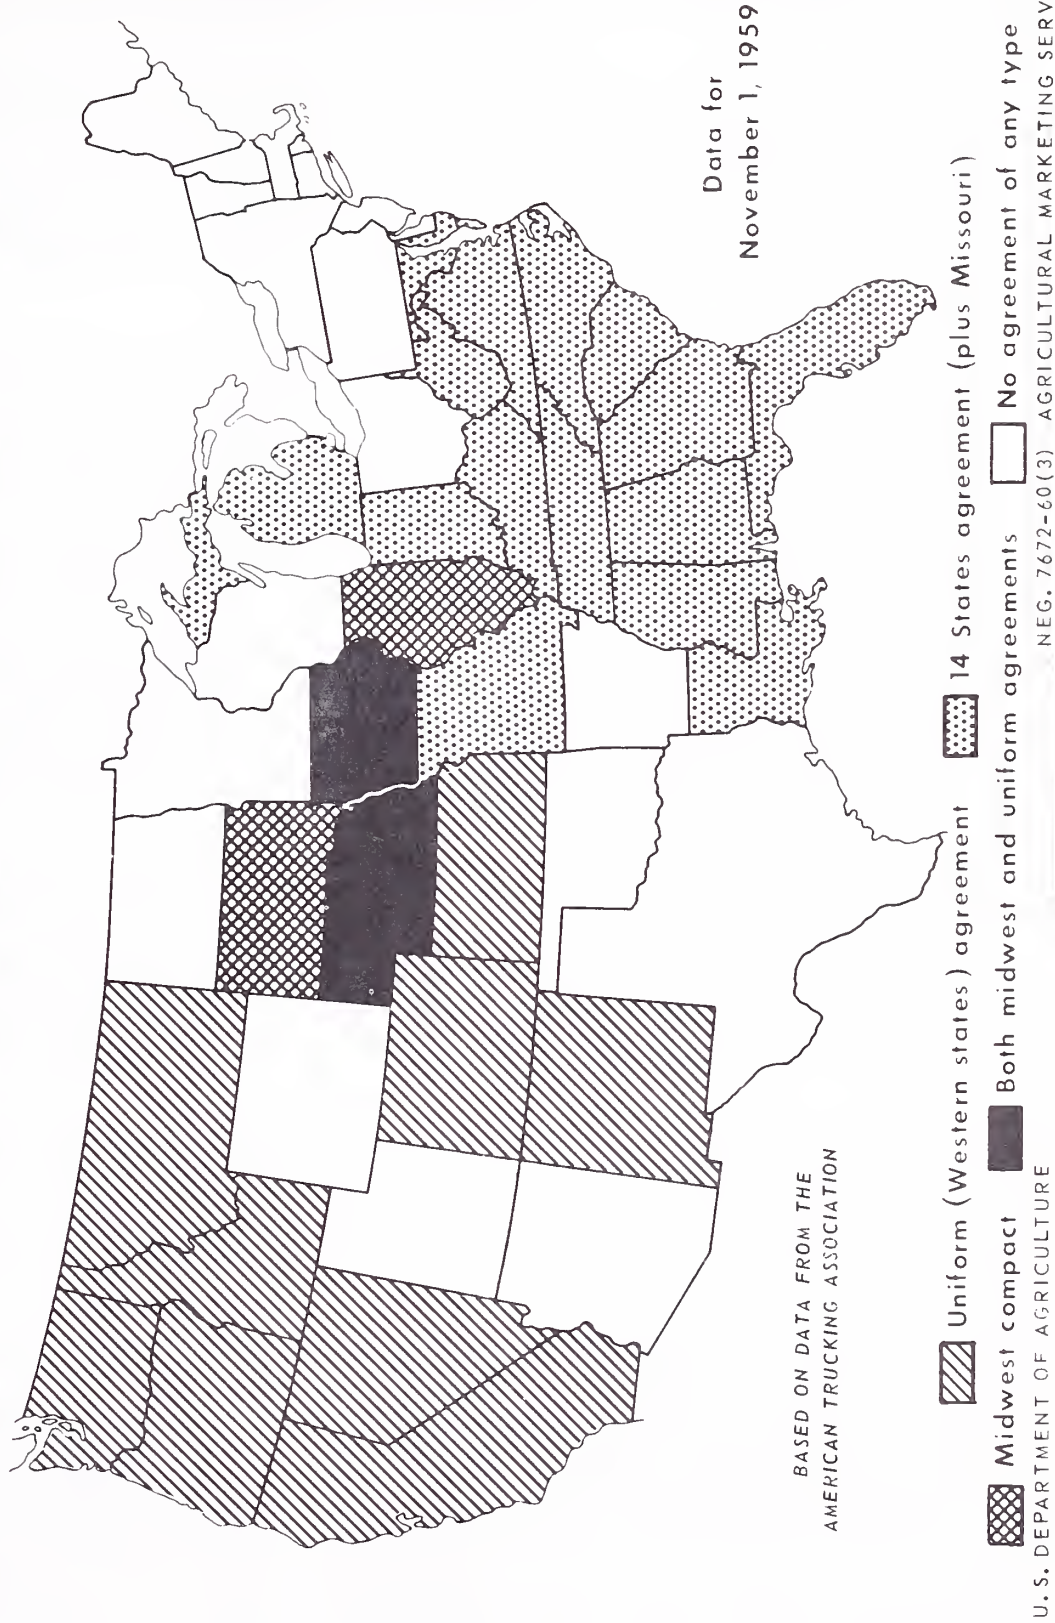 Data for
November 1, 1959
BASED ON DATA FROM THE
AMERICAN TRUCKING ASSOCIATION
Uniform (Western states) agreement
14 States agreement (plus Missouri)
Midwest compact
Both midwest and uniform agreements
No agreement of any type
U. S. DEPARTMENT OF AGRICULTURE
NEG. 7672-60(3) AGRICULTURAL MARKETING SERV